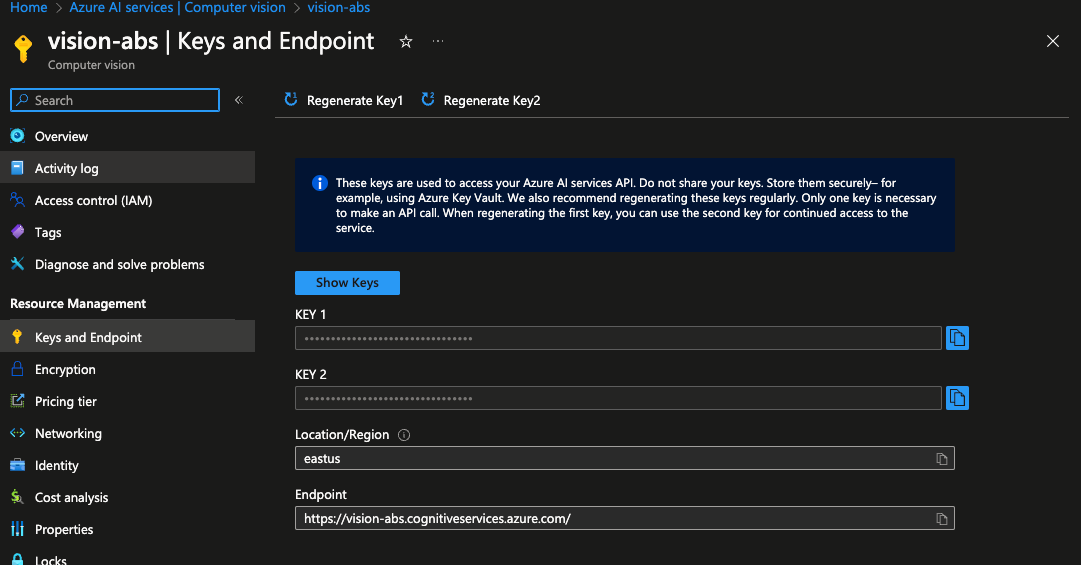 Home > Azure AI services | Computer vision > vision-abs
vision-abs | Keys and Endpoint
Computer vision
Search
Regenerate Key1
Regenerate Key2
Overview
Activity log
Access control (IAM)
Tags
Diagnose and solve problems
Resource Management
Keys and Endpoint
Encryption
Pricing tier
Networking
Identity
Cost analysis
Properties
Locks
These keys are used to access your Azure AI services API. Do not share your keys. Store them securely– for
example, using Azure Key Vault. We also recommend regenerating these keys regularly. Only one key is necessary
to make an API call. When regenerating the first key, you can use the second key for continued access to the
service.
Show Keys
KEY 1
................................
KEY 2
................................
Location/Region
eastus
Endpoint
https://vision-abs.cognitiveservices.azure.com/